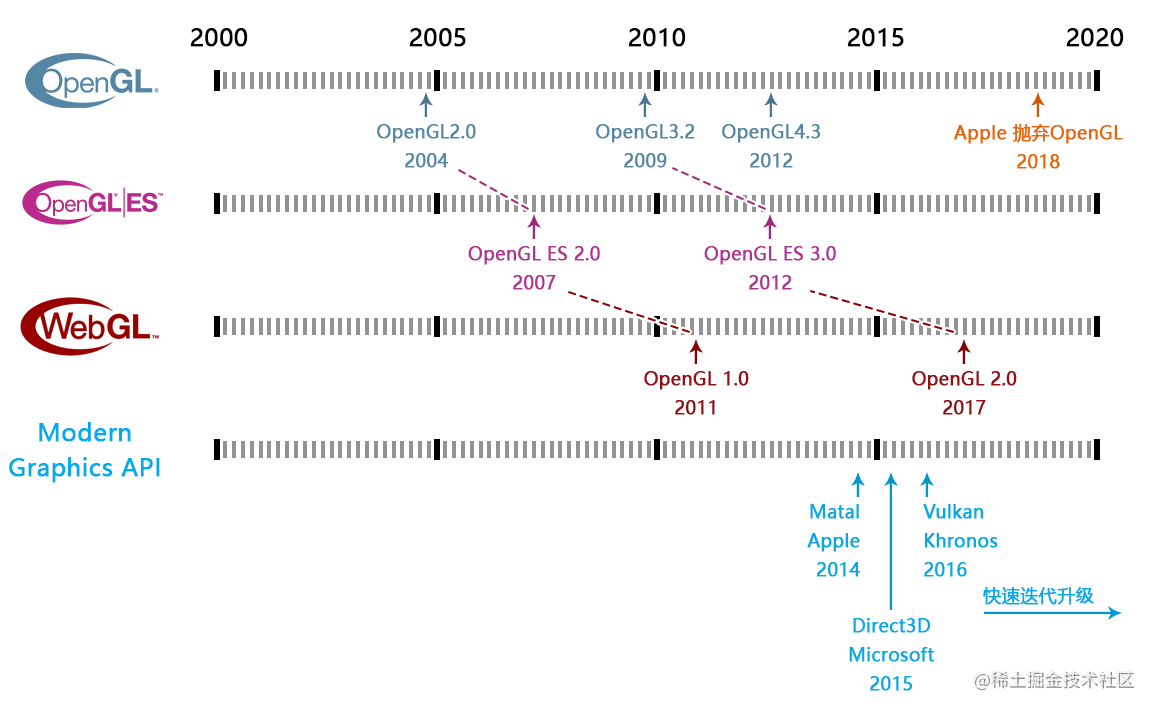 2000 2005 2010 2015 2020
OpenGL®
OpenGL2.0
2004
OpenGL3.2
2009
OpenGL4.3
2012
Apple 抛弃OpenGL
2018
OpenGL®|ES™
OpenGL ES 2.0
2007
OpenGL ES 3.0
2012
WebGL™
OpenGL 1.0
2011
OpenGL 2.0
2017
Modern
Graphics API
Matal
Apple
2014
Direct3D
Microsoft
2015
Vulkan
Khronos
2016
快速迭代升级
@稀土掘金技术社区